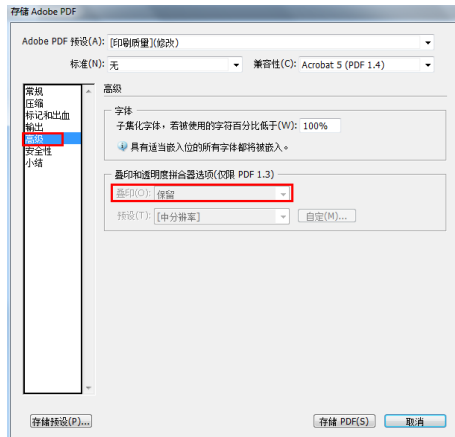 存储 Adobe PDF
Adobe PDF 预设(A): [印刷质量](修改)
标准(N): 无 兼容性(C): Acrobat 5 (PDF 1.4)
常规
压缩
标记和出血
输出
高级
安全性
小结
高级
字体
子集化字体，若被使用的字符百分比低于(W): 100%
具有适当嵌入位的所有字体都将被嵌入。
叠印和透明度拼合器选项(仅限 PDF 1.3)
叠印(O): 保留
预设(T): [中分辨率] 自定(M)...
存储预设(P)... 存储 PDF(S) 取消